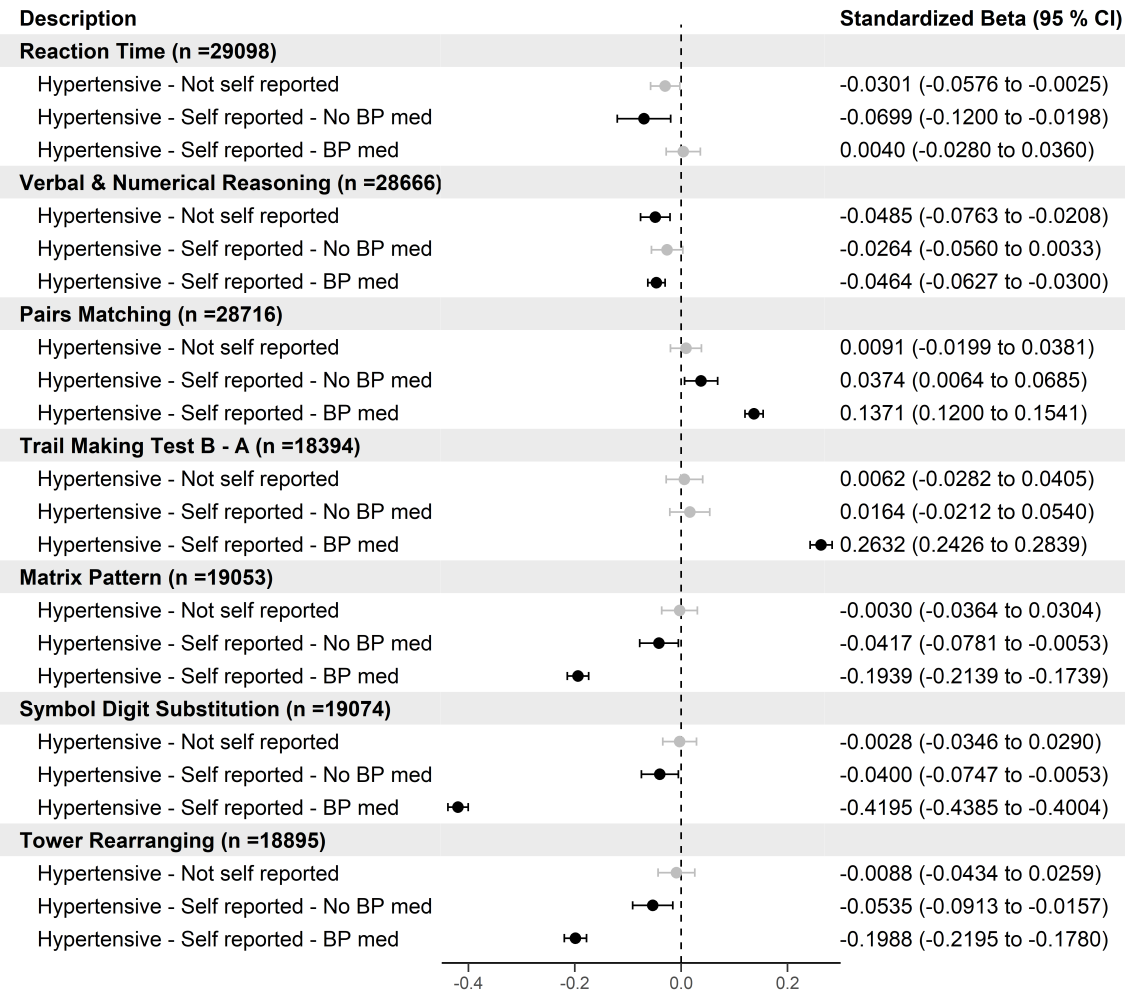 Description Standardized Beta (95 % CI)
Reaction Time (n =29098)
Hypertensive - Not self reported -0.0301 (-0.0576 to -0.0025)
Hypertensive - Self reported - No BP med -0.0699 (-0.1200 to -0.0198)
Hypertensive - Self reported - BP med 0.0040 (-0.0280 to 0.0360)
Verbal & Numerical Reasoning (n =28666)
Hypertensive - Not self reported -0.0485 (-0.0763 to -0.0208)
Hypertensive - Self reported - No BP med -0.0264 (-0.0560 to 0.0033)
Hypertensive - Self reported - BP med -0.0464 (-0.0627 to -0.0300)
Pairs Matching (n =28716)
Hypertensive - Not self reported 0.0091 (-0.0199 to 0.0381)
Hypertensive - Self reported - No BP med 0.0374 (0.0064 to 0.0685)
Hypertensive - Self reported - BP med 0.1371 (0.1200 to 0.1541)
Trail Making Test B - A (n =18394)
Hypertensive - Not self reported 0.0062 (-0.0282 to 0.0405)
Hypertensive - Self reported - No BP med 0.0164 (-0.0212 to 0.0540)
Hypertensive - Self reported - BP med 0.2632 (0.2426 to 0.2839)
Matrix Pattern (n =19053)
Hypertensive - Not self reported -0.0030 (-0.0364 to 0.0304)
Hypertensive - Self reported - No BP med -0.0417 (-0.0781 to -0.0053)
Hypertensive - Self reported - BP med -0.1939 (-0.2139 to -0.1739)
Symbol Digit Substitution (n =19074)
Hypertensive - Not self reported -0.0028 (-0.0346 to 0.0290)
Hypertensive - Self reported - No BP med -0.0400 (-0.0747 to -0.0053)
Hypertensive - Self reported - BP med -0.4195 (-0.4385 to -0.4004)
Tower Rearranging (n =18895)
Hypertensive - Not self reported -0.0088 (-0.0434 to 0.0259)
Hypertensive - Self reported - No BP med -0.0535 (-0.0913 to -0.0157)
Hypertensive - Self reported - BP med -0.1988 (-0.2195 to -0.1780)
-0.4 -0.2 0.0 0.2